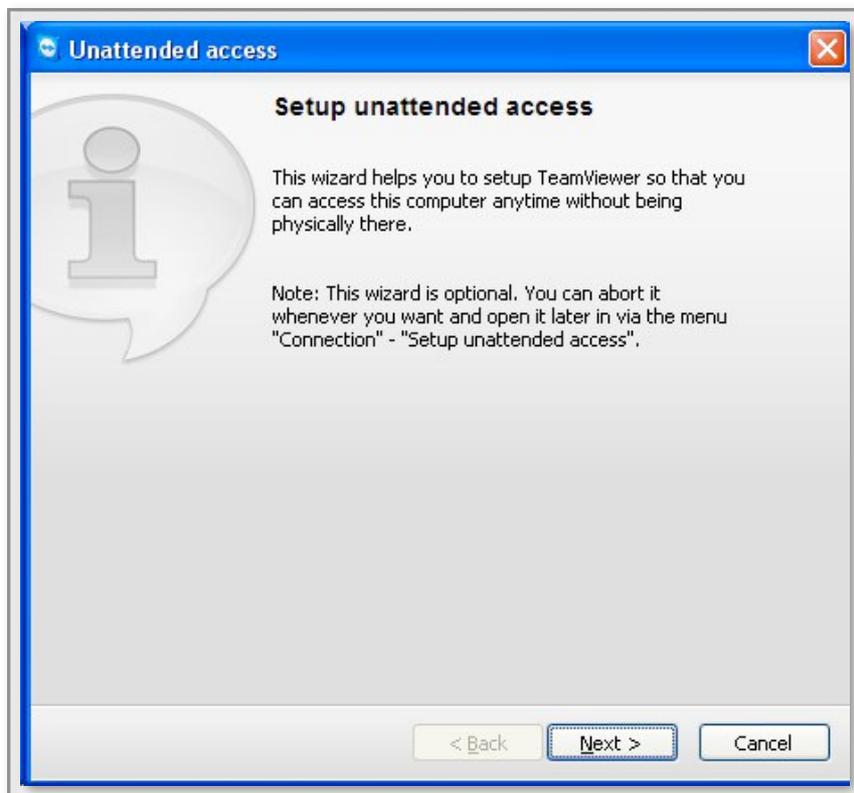 Unattended access
Setup unattended access
This wizard helps you to setup TeamViewer so that you
can access this computer anytime without being
physically there.
Note: This wizard is optional. You can abort it
whenever you want and open it later in via the menu
"Connection" - "Setup unattended access".
< Back
Next >
Cancel